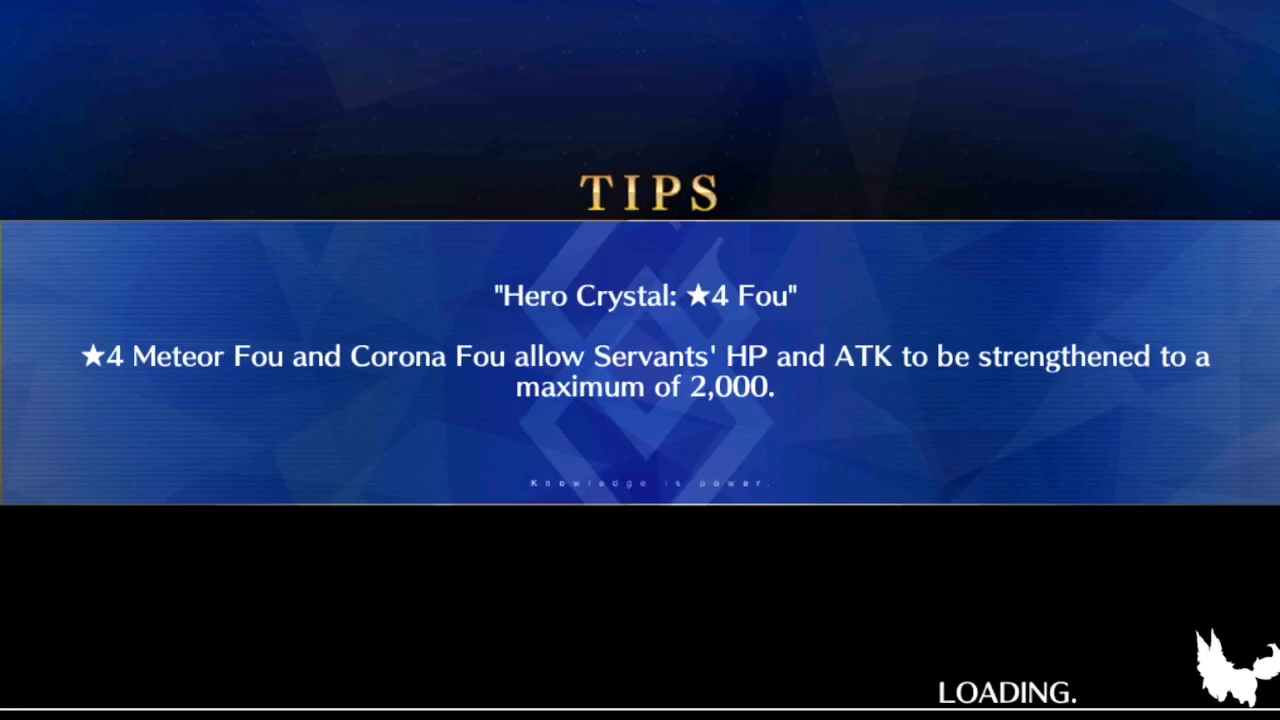 TIPS
"Hero Crystal: ★4 Fou"
★4 Meteor Fou and Corona Fou allow Servants' HP and ATK to be strengthened to a
maximum of 2,000.
Knowledge is power.
LOADING.